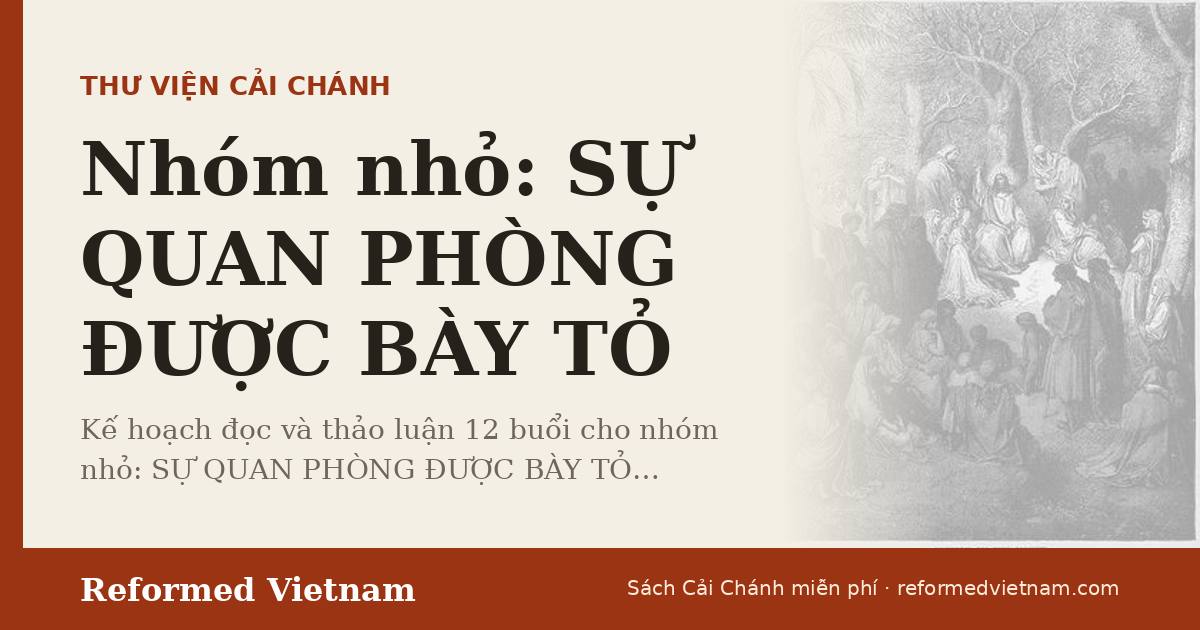 THƯ VIỆN CẢI CHÁNH
Nhóm nhỏ: SỰ
QUAN PHÒNG
ĐƯỢC BÀY TỎ
Kế hoạch đọc và thảo luận 12 buổi cho nhóm
nhỏ: SỰ QUAN PHÒNG ĐƯỢC BÀY TỎ...
Reformed Vietnam
Sách Cải Chánh miễn phí · reformedvietnam.com